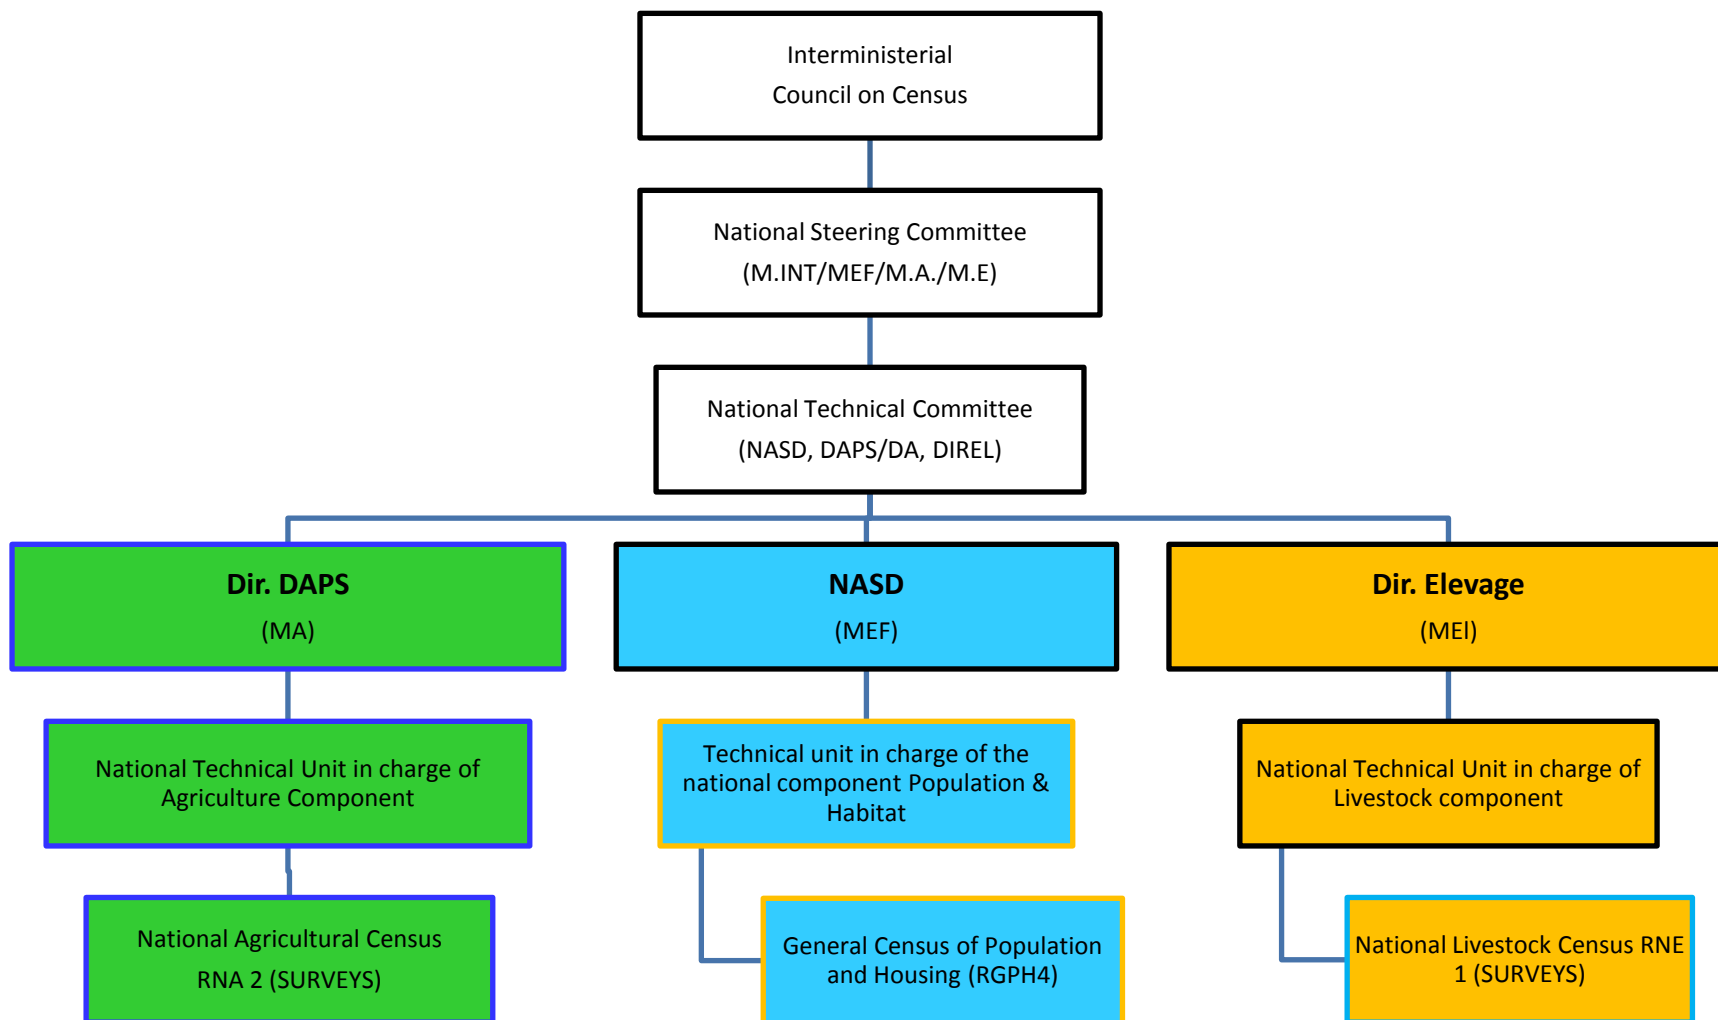 Interministerial
Council on Census
National Steering Committee
(M.INT/MEF/M.A./M.E)
National Technical Committee
(NASD, DAPS/DA, DIREL)
Dir. DAPS
(MA)
NASD
(MEF)
Dir. Elevage
(MEl)
National Technical Unit in charge of
Agriculture Component
Technical unit in charge of the
national component Population &
Habitat
National Technical Unit in charge of
Livestock component
National Agricultural Census
RNA 2 (SURVEYS)
General Census of Population
and Housing (RGPH4)
National Livestock Census RNE
1 (SURVEYS)